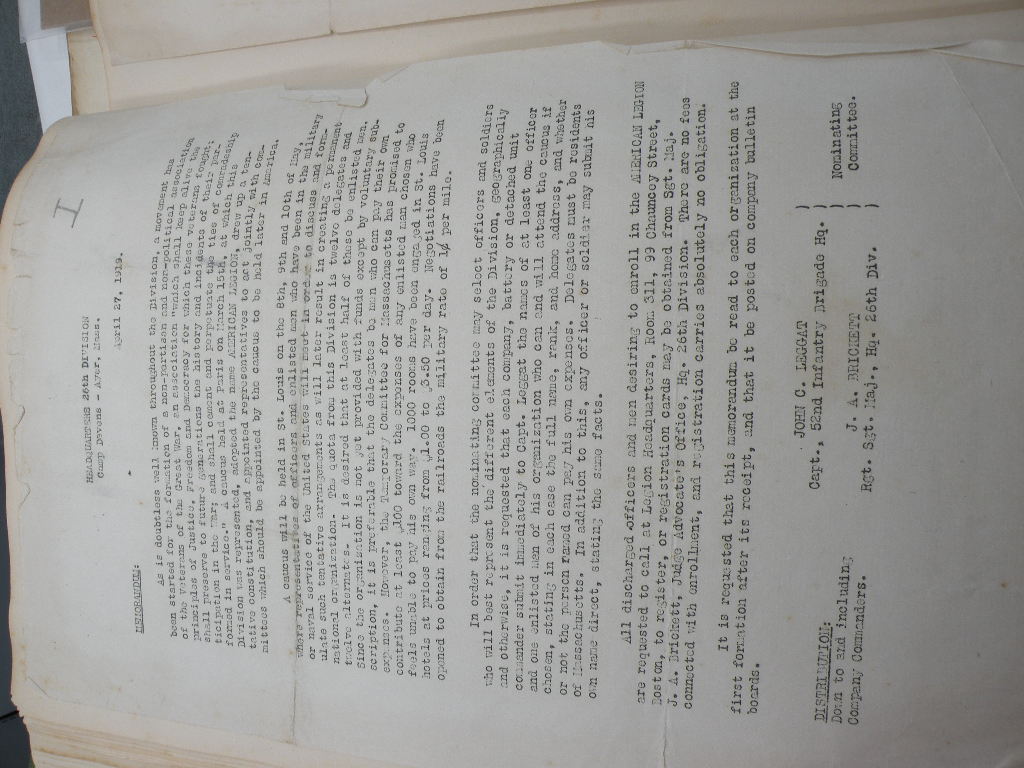 I
HEADQUARTERS 26th DIVISION
Camp Devens - Ayer, Mass.
April 27, 1919.
MEMORANDUM:
As is doubtless well known throughout the Division, a movement has
been started for the formation of a non-partisan and non-political association
of the veterans of the Great War, an association "which shall keep alive the
principles of Justice, Freedom and Democracy for which these veterans fought,
shall preserve to future generations the history and incidents of their par-
ticipation in the war, and shall cement and perpetuate the ties of comradeship
formed in service. A caucus held at Paris on March 15th, at which this
Division was represented, adopted the name AMERICAN LEGION, drew up a ten-
tative constitution, and appointed representatives to act jointly with com-
mittees which should be appointed by the caucus to be held later in America.
A caucus will be held in St. Louis on the 8th, 9th and 10th of May,
where representatives of officers and enlisted men who have been in the military
or naval service of the United States will meet in order to discuss and form-
ulate such tentative arrangements as will later result in creating a permanent
national organization. The quota from this Division is twelve delegates and
twelve alternates. It is desired that at least half of these be enlisted men.
Since the organization is not yet provided with funds except by voluntary sub-
scription, it is preferable that the delegates be men who can pay their own
expenses. However, the Temporary Committee for Massachusetts has promised to
contribute at least $100 toward the expenses of any enlisted man chosen who
feels unable to pay his own way. 1000 rooms have been engaged in St. Louis
hotels at prices ranging from $1.00 to $3.50 per day. Negotiations have been
opened to obtain from the railroads the military rate of 1¢ per mile.
In order that the nominating committee may select officers and soldiers
who will best represent the different elements of the Division, geographically
and otherwise, it is requested that each company, battery or detached unit
commander submit immediately to Capt. Leggat the names of at least one officer
and one enlisted man of his organization who can and will attend the caucus if
chosen, stating in each case the full name, rank, and home address, and whether
or not the person named can pay his own expenses. Delegates must be residents
of Massachusetts. In addition to this, any officer or soldier may submit his
own name direct, stating the same facts.
All discharged officers and men desiring to enroll in the AMERICAN LEGION
are requested to call at Legion Headquarters, Room 311, 99 Chauncy Street,
Boston, to register, or registration cards may be obtained from Sgt. Maj.
J. A. Brickett, Judge Advocate's Office, Hq. 26th Division. There are no fees
connected with enrollment, and registration carries absolutely no obligation.
It is requested that this memorandum be read to each organization at the
first formation after its receipt, and that it be posted on company bulletin
boards.
JOHN C. LEGGAT )
Capt., 52nd Infantry Brigade Hq. ) Nominating
J. A. BRICKETT ) Committee.
Rgt. Sgt. Maj., Hq. 26th Div. )
DISTRIBUTION:
Down to and including
Company Commanders.